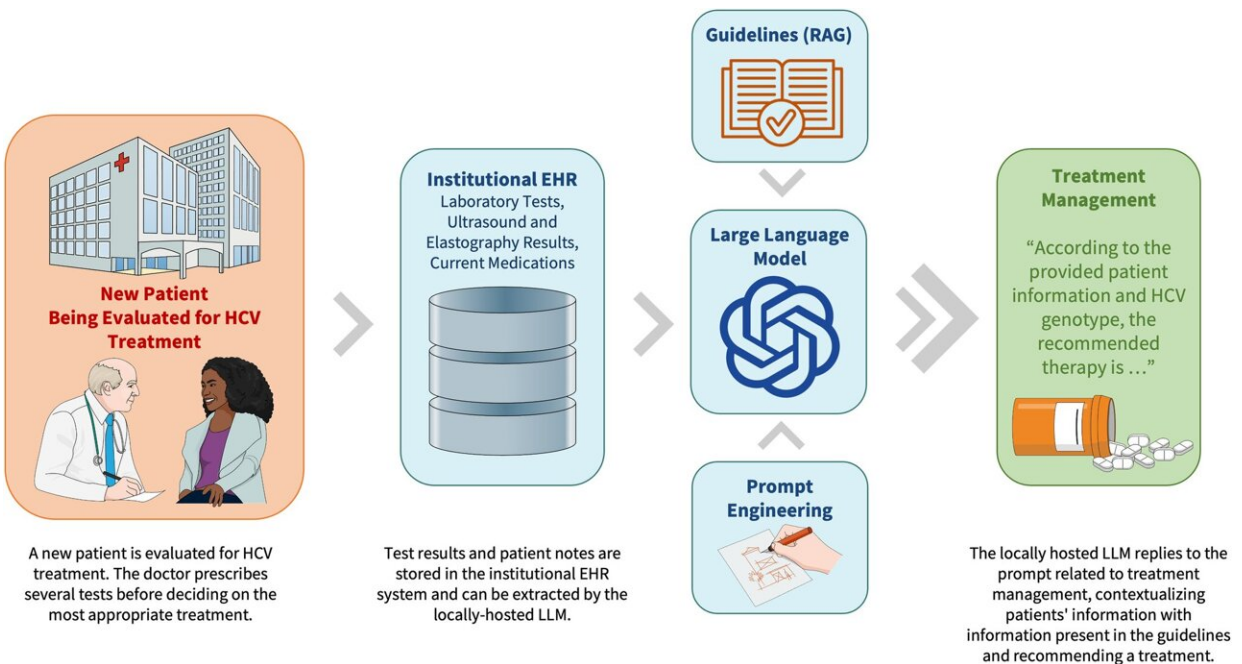 New Patient
Being Evaluated for HCV
Treatment
A new patient is evaluated for HCV
treatment. The doctor prescribes
several tests before deciding on the
most appropriate treatment.
Institutional EHR
Laboratory Tests,
Ultrasound and
Elastography Results,
Current Medications
Test results and patient notes are
stored in the institutional EHR
system and can be extracted by the
locally-hosted LLM.
Guidelines (RAG)
Large Language
Model
Prompt
Engineering
Treatment
Management
“According to the
provided patient
information and HCV
genotype, the
recommended
therapy is ...”
The locally hosted LLM replies to the
prompt related to treatment
management, contextualizing
patients' information with
information present in the guidelines
and recommending a treatment.